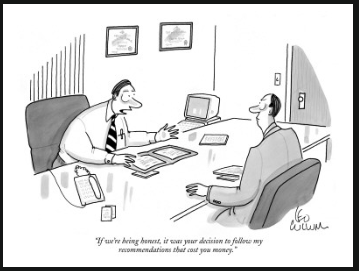 LEO
CULLUM
"If we're being honest, it was your decision to follow my
recommendations that cost you money."